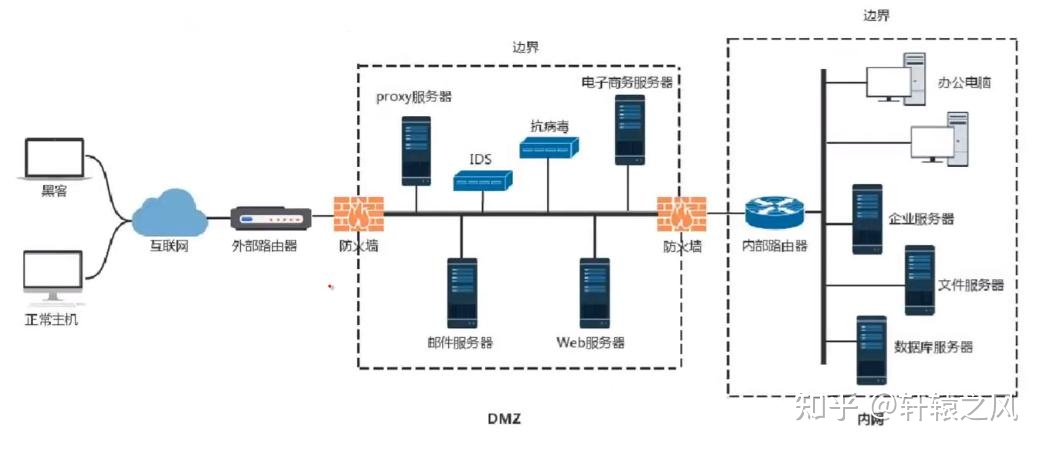 边界
边界
电子商务服务器
办公电脑
proxy服务器
抗病毒
IDS
黑客
企业服务器
互联网
外部路由器
防火墙
防火墙
内部路由器
文件服务器
正常主机
邮件服务器
Web服务器
数据库服务器
知乎 @轩辕之风
DMZ
内网